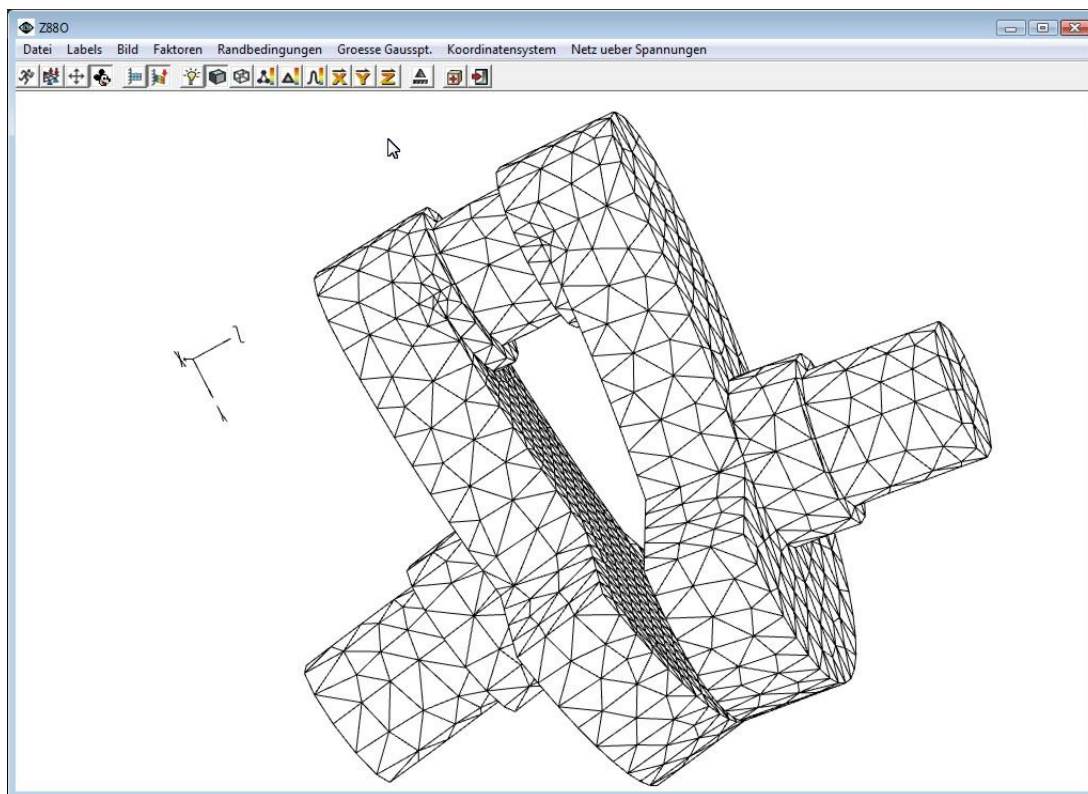 Z88O
Datei Labels Bild Faktoren Randbedingungen Groesse Gausspt. Koordinatensystem Netz ueber Spannungen
X Y Z